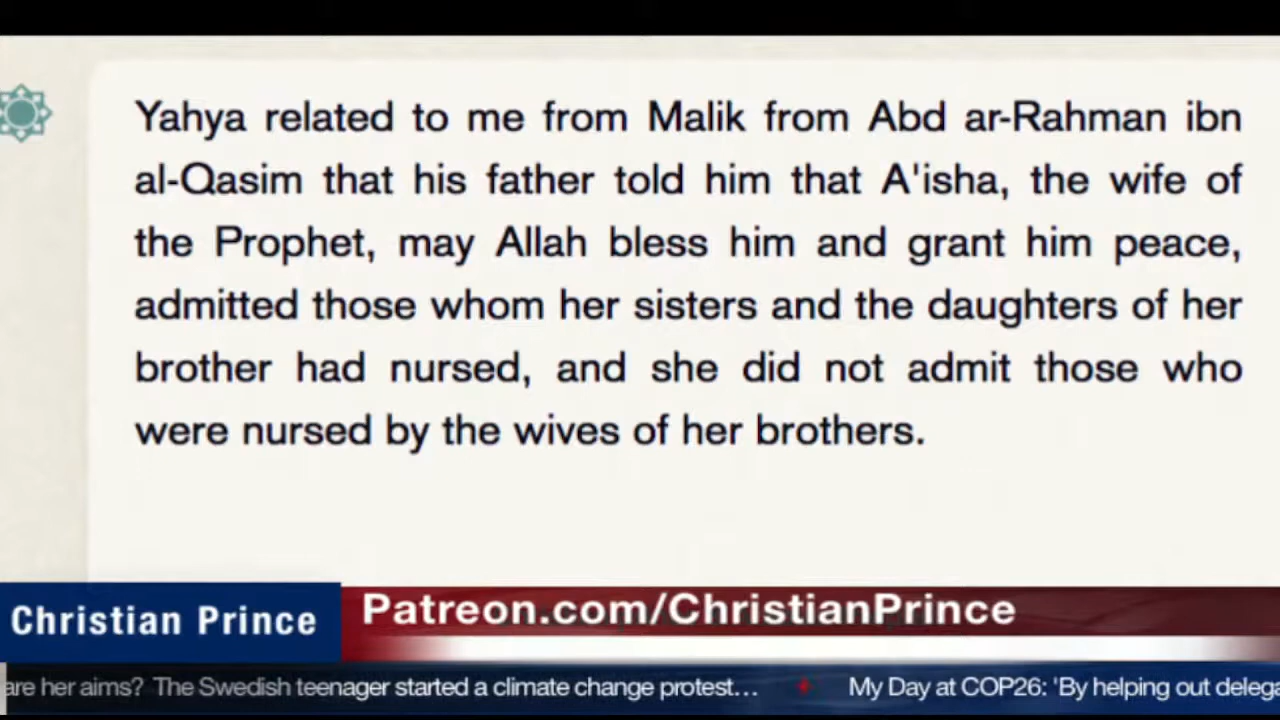 Yahya related to me from Malik from Abd ar-Rahman ibn
al-Qasim that his father told him that A'isha, the wife of
the Prophet, may Allah bless him and grant him peace,
admitted those whom her sisters and the daughters of her
brother had nursed, and she did not admit those who
were nursed by the wives of her brothers.
Christian Prince
Patreon.com/ChristianPrince
are her aims? The Swedish teenager started a climate change protest... My Day at COP26: 'By helping out delega